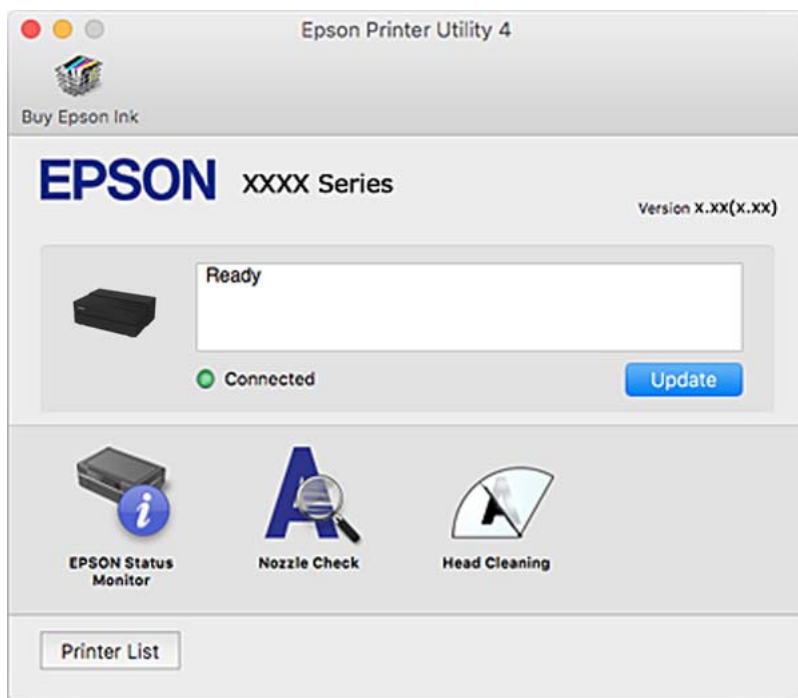 Epson Printer Utility 4
Buy Epson Ink
EPSON XXXX Series
Version x.xx(x.xx)
Ready
Connected
Update
EPSON Status
Monitor
Nozzle Check
Head Cleaning
Printer List